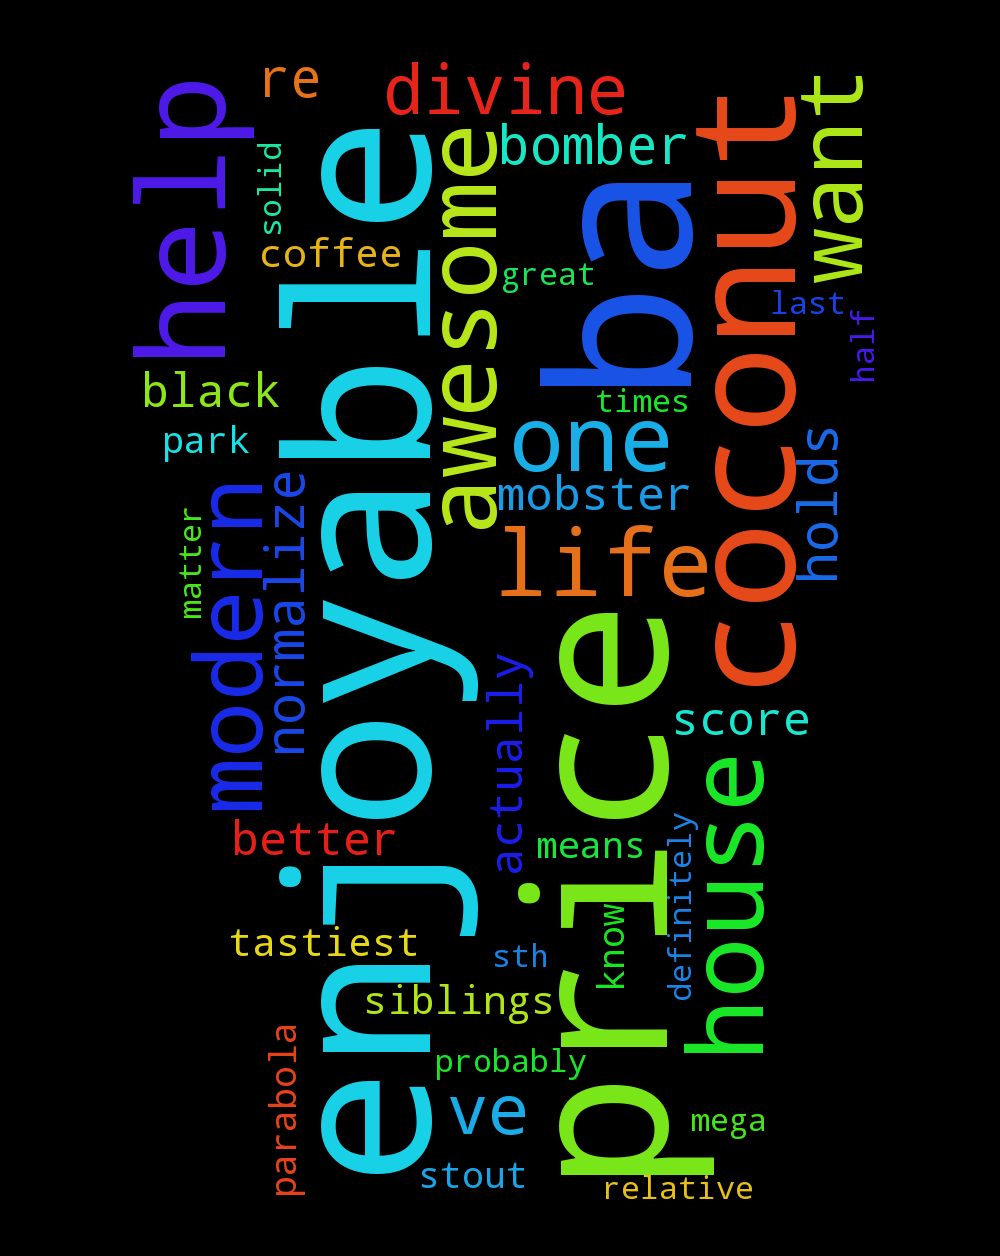 re
divine
help
want
coconut
bomber
enjoyable
awesome
solid
bat
coffee
great
last
half
black
times
one
park
holds
mobster
normalize
modern
matter
life
price
actually
score
house
better
means
definitely
know
tastiest
sth
siblings
parabola
probably
ve
mega
stout
relative